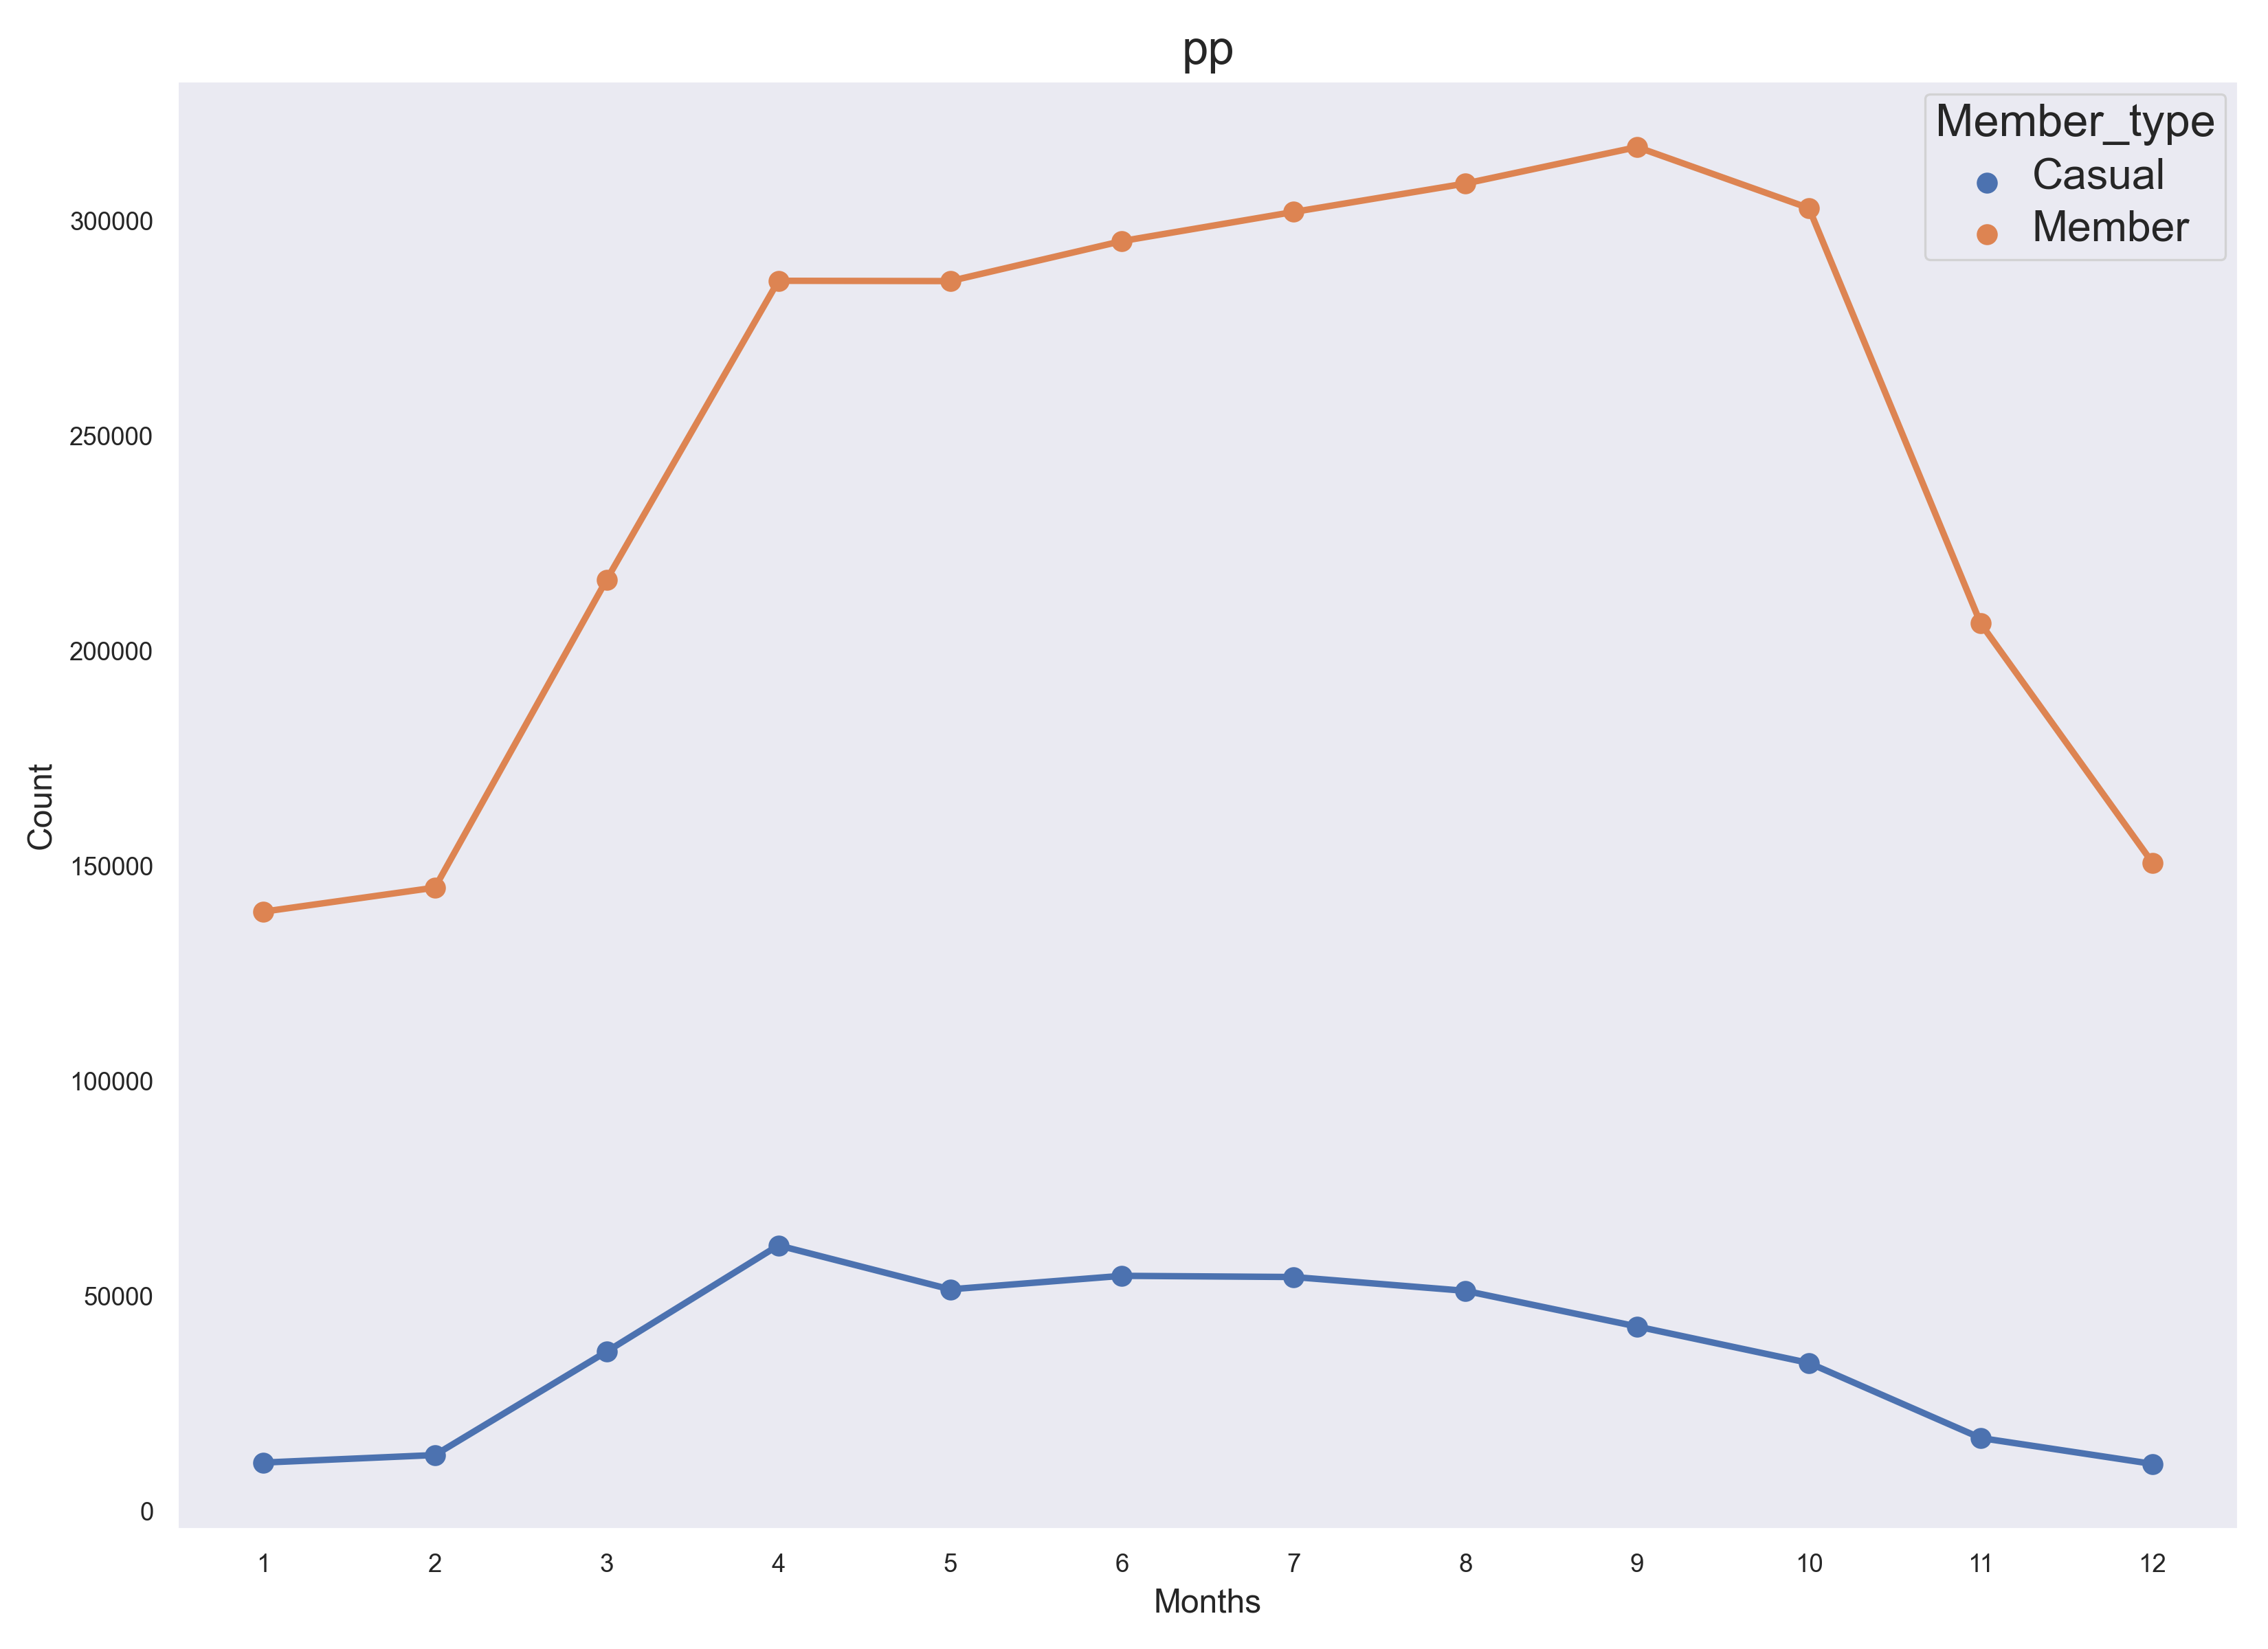 pp
Member_type
Casual
Member
300000
250000
200000
150000
100000
50000
0
Count
1 2 3 4 5 6 7 8 9 10 11 12
Months